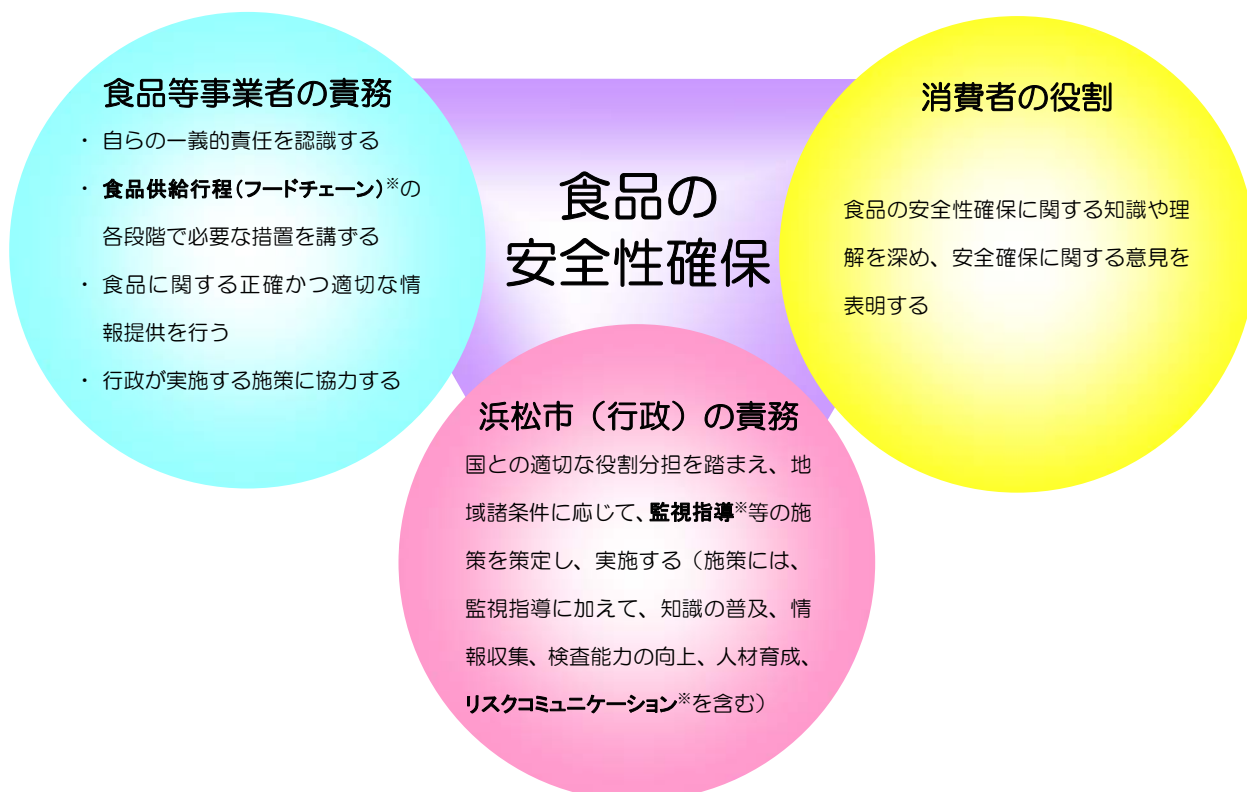 食品等事業者の責務
・ 自らの一義的責任を認識する
・ 食品供給行程(フードチェーン)※の
各段階で必要な措置を講ずる
・ 食品に関する正確かつ適切な情
報提供を行う
・ 行政が実施する施策に協力する
食品の
安全性確保
消費者の役割
食品の安全性確保に関する知識や理
解を深め、安全確保に関する意見を
表明する
浜松市（行政）の責務
国との適切な役割分担を踏まえ、地
域諸条件に応じて、監視指導※等の施
策を策定し、実施する（施策には、
監視指導に加えて、知識の普及、情
報収集、検査能力の向上、人材育成、
リスクコミュニケーション※を含む）